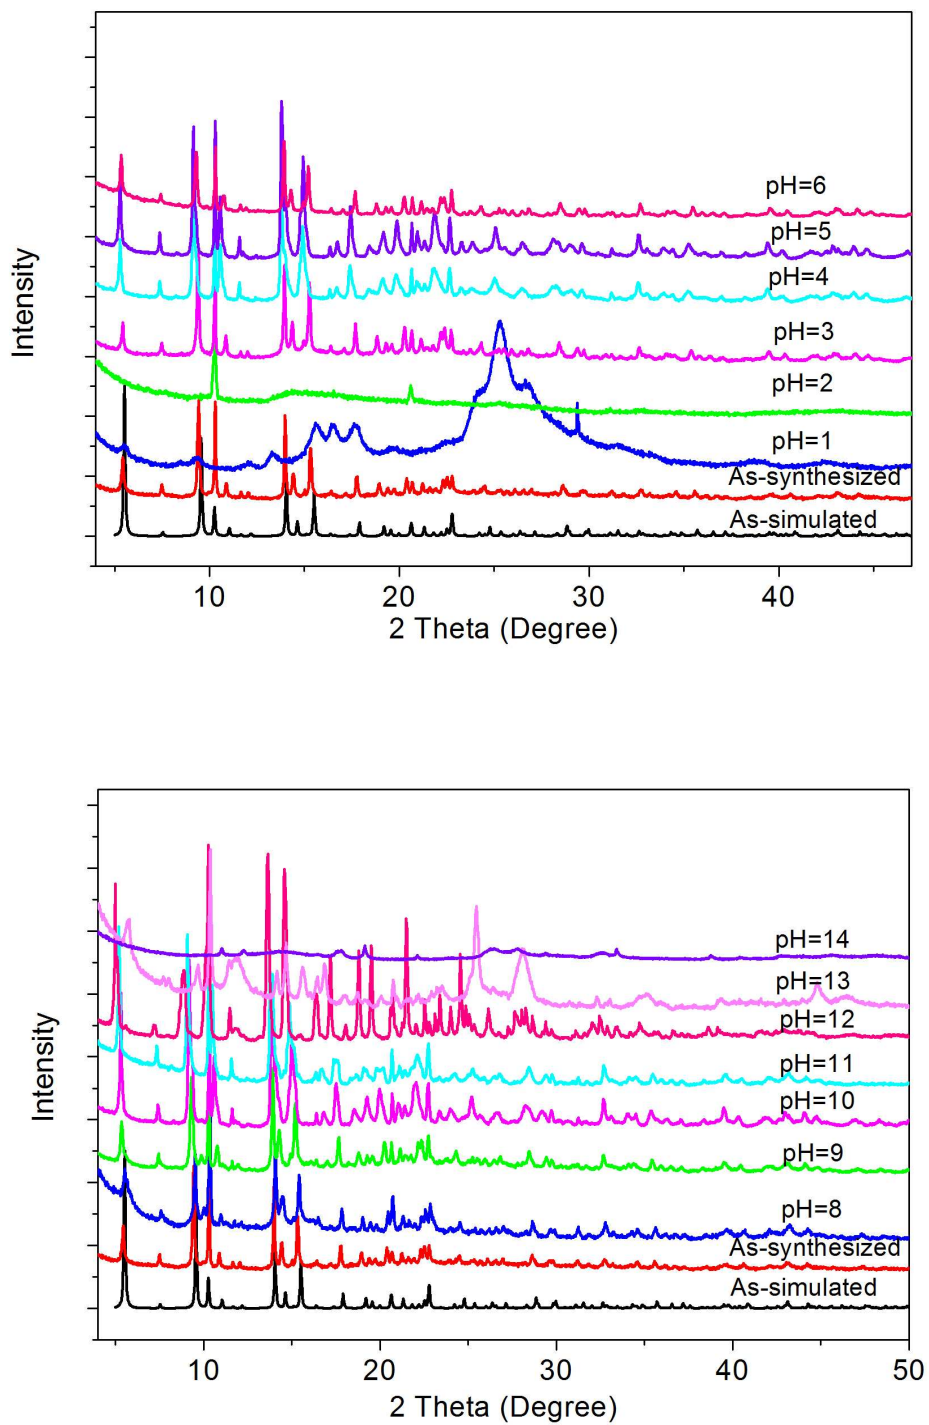 Intensity
pH=6
pH=5
pH=4
pH=3
pH=2
pH=1
As-synthesized
As-simulated
10 20 30 40
2 Theta (Degree)
Intensity
pH=14
pH=13
pH=12
pH=11
pH=10
pH=9
pH=8
As-synthesized
As-simulated
10 20 30 40 50
2 Theta (Degree)